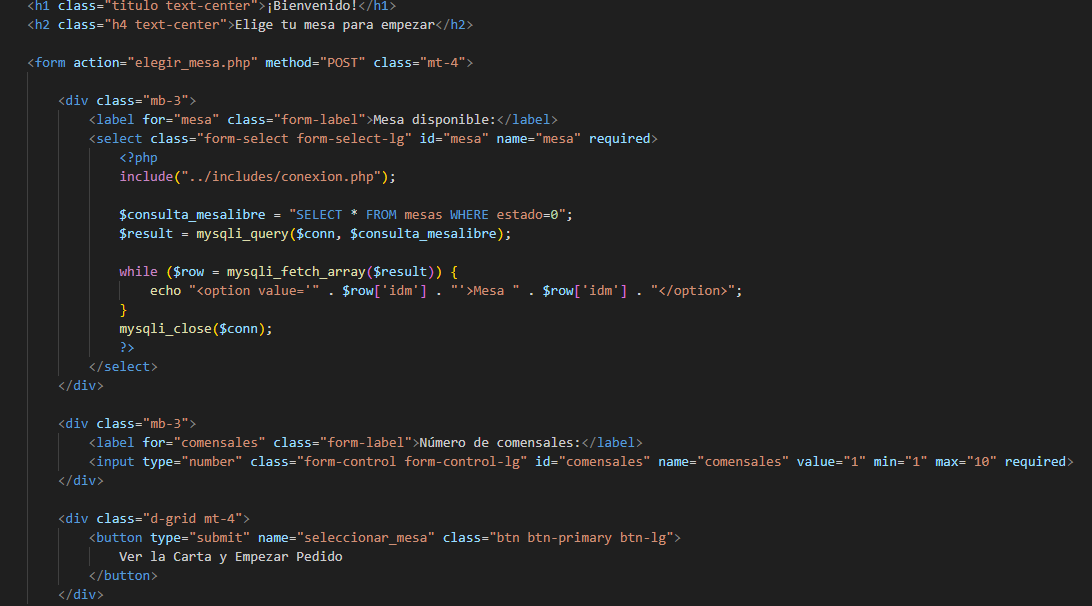 <h1 class="titulo text-center">¡Bienvenido!</h1>
<h2 class="h4 text-center">Elige tu mesa para empezar</h2>
<form action="elegir_mesa.php" method="POST" class="mt-4">
<div class="mb-3">
<label for="mesa" class="form-label">Mesa disponible:</label>
<select class="form-select form-select-lg" id="mesa" name="mesa" required>
<?php
include("../includes/conexion.php");
$consulta_mesalibre = "SELECT * FROM mesas WHERE estado=0";
$result = mysqli_query($conn, $consulta_mesalibre);
while ($row = mysqli_fetch_array($result)) {
echo "<option value='" . $row['idm'] . "'>Mesa " . $row['idm'] . "</option>";
}
mysqli_close($conn);
?>
</select>
</div>
<div class="mb-3">
<label for="comensales" class="form-label">Número de comensales:</label>
<input type="number" class="form-control form-control-lg" id="comensales" name="comensales" value="1" min="1" max="10" required>
</div>
<div class="d-grid mt-4">
<button type="submit" name="seleccionar_mesa" class="btn btn-primary btn-lg">
Ver la Carta y Empezar Pedido
</button>
</div>